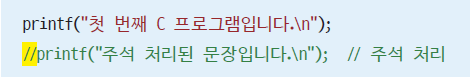 printf("첫 번째 C 프로그램입니다.\n");
//printf("주석 처리된 문장입니다.\n");  // 주석 처리